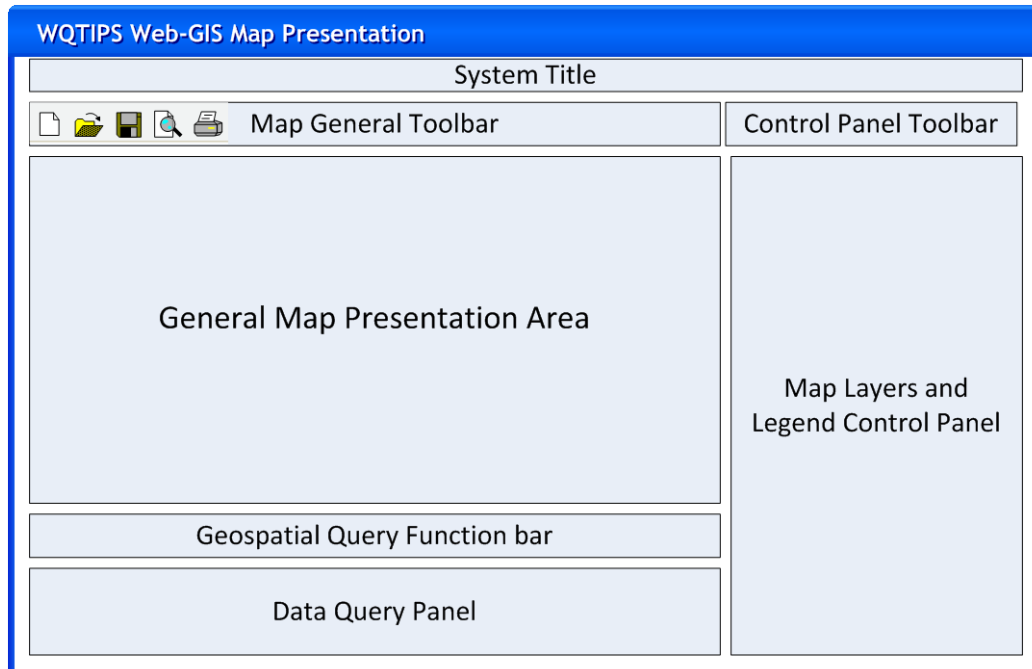 WQTIPS Web-GIS Map Presentation
System Title
Map General Toolbar
Control Panel Toolbar
General Map Presentation Area
Map Layers and
Legend Control Panel
Geospatial Query Function bar
Data Query Panel